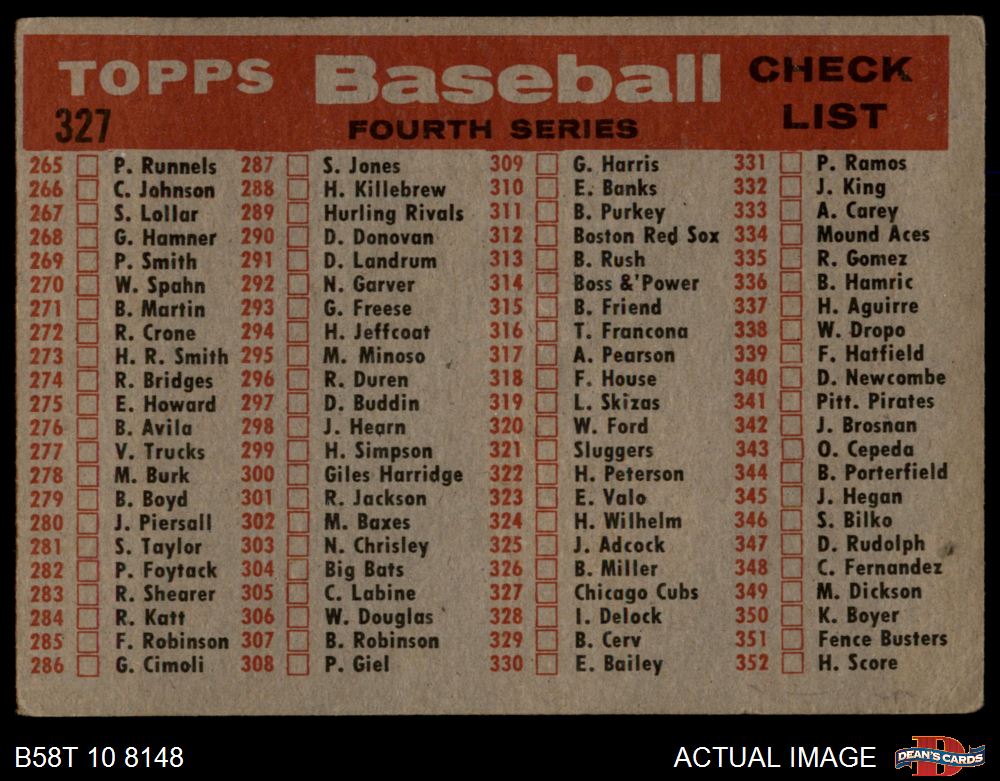 TOPPS Baseball CHECK LIST
327 FOURTH SERIES
265 P. Runnels
266 C. Johnson
267 S. Lollar
268 G. Hamner
269 P. Smith
270 W. Spahn
271 B. Martin
272 R. Crone
273 H. R. Smith
274 R. Bridges
275 E. Howard
276 B. Avila
277 V. Trucks
278 M. Burk
279 B. Boyd
280 J. Piersall
281 S. Taylor
282 P. Foytack
283 R. Shearer
284 R. Katt
285 F. Robinson
286 G. Cimoli
287 S. Jones
288 H. Killebrew
289 Hurling Rivals
290 D. Donovan
291 D. Landrum
292 N. Garver
293 G. Freese
294 H. Jeffcoat
295 M. Minoso
296 R. Duren
297 D. Buddin
298 J. Hearn
299 H. Simpson
300 Giles Harridge
301 R. Jackson
302 M. Baxes
303 N. Chrisley
304 Big Bats
305 C. Labine
306 W. Douglas
307 B. Robinson
308 P. Giel
309 G. Harris
310 E. Banks
311 B. Purkey
312 Boston Red Sox
313 B. Rush
314 Boss &'Power
315 B. Friend
316 T. Francona
317 A. Pearson
318 F. House
319 L. Skizas
320 W. Ford
321 Sluggers
322 H. Peterson
323 E. Valo
324 H. Wilhelm
325 J. Adcock
326 B. Miller
327 Chicago Cubs
328 I. Delock
329 B. Cerv
330 E. Bailey
331 P. Ramos
332 J. King
333 A. Carey
334 Mound Aces
335 R. Gomez
336 B. Hamric
337 H. Aguirre
338 W. Dropo
339 F. Hatfield
340 D. Newcombe
341 Pitt. Pirates
342 J. Brosnan
343 O. Cepeda
344 B. Porterfield
345 J. Hegan
346 S. Bilko
347 D. Rudolph
348 C. Fernandez
349 M. Dickson
350 K. Boyer
351 Fence Busters
352 H. Score
B58T 10 8148
ACTUAL IMAGE
D
DEAN'S CARDS